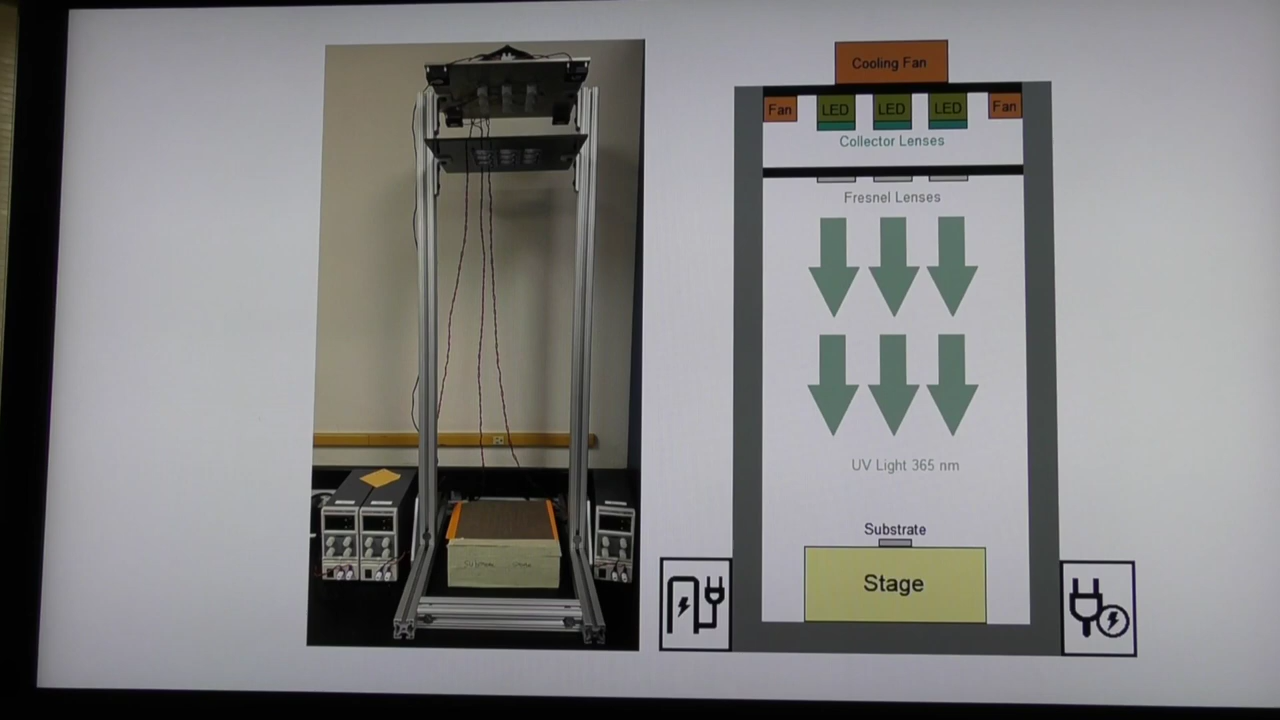 Cooling Fan
Fan
LED
LED
LED
Fan
Collector Lenses
Fresnel Lenses
UV Light 365 nm
Substrate
Stage